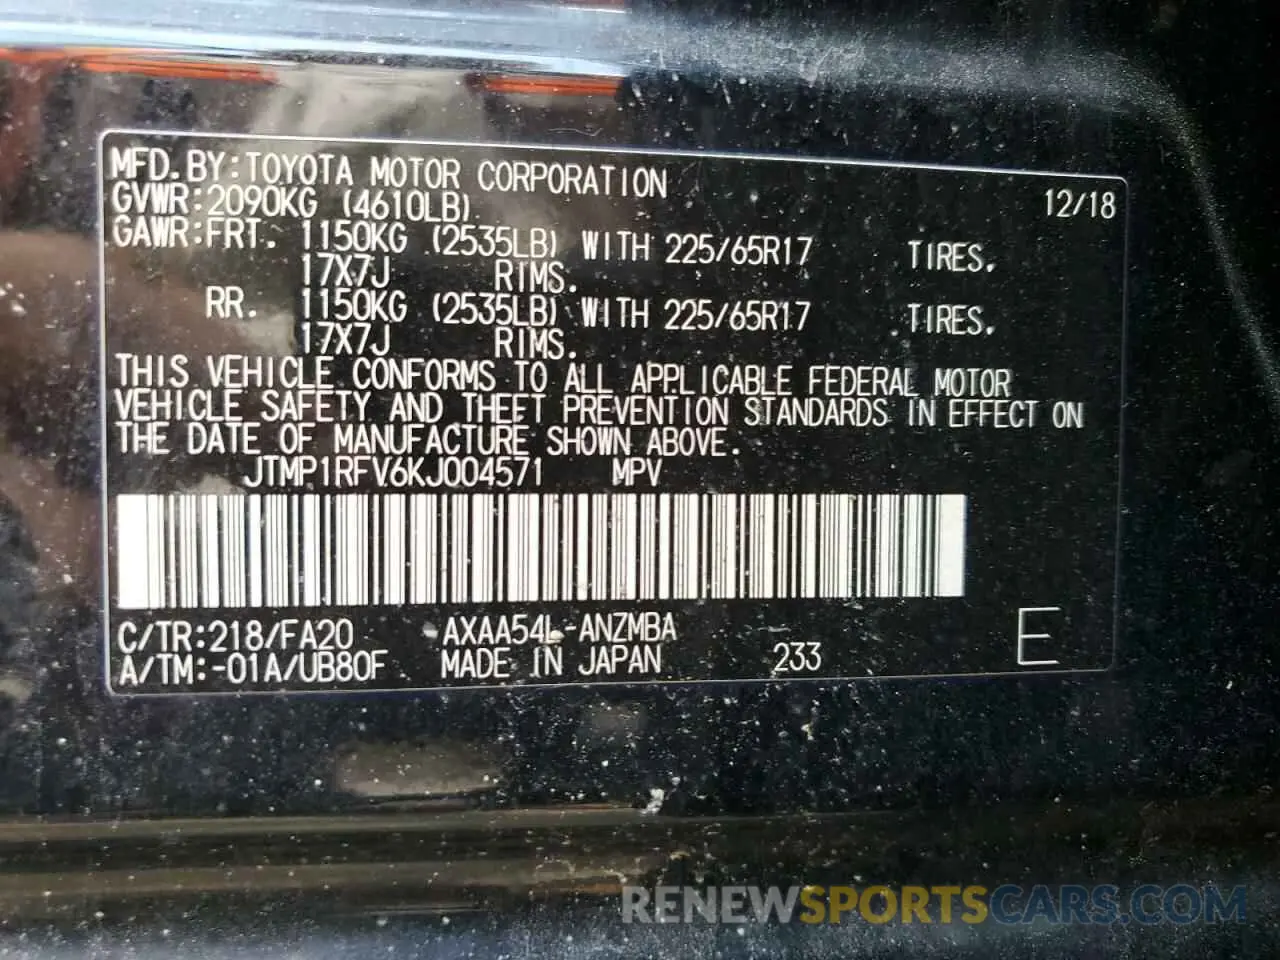 MFD. BY: TOYOTA MOTOR CORPORATION 12/18
GVWR: 2090KG (4610LB)
GAWR: FRT. 1150KG (2535LB) WITH 225/65R17 TIRES.
17X7J RIMS.
RR. 1150KG (2535LB) WITH 225/65R17 TIRES.
17X7J RIMS.
THIS VEHICLE CONFORMS TO ALL APPLICABLE FEDERAL MOTOR
VEHICLE SAFETY AND THEFT PREVENTION STANDARDS IN EFFECT ON
THE DATE OF MANUFACTURE SHOWN ABOVE.
JTMP1RFV6KJ004571 MPV
C/TR: 218/FA20 AXAA54L-ANZMBA
A/TM: -01A/UB80F MADE IN JAPAN 233 E
RENEWSPORTSCARS.COM